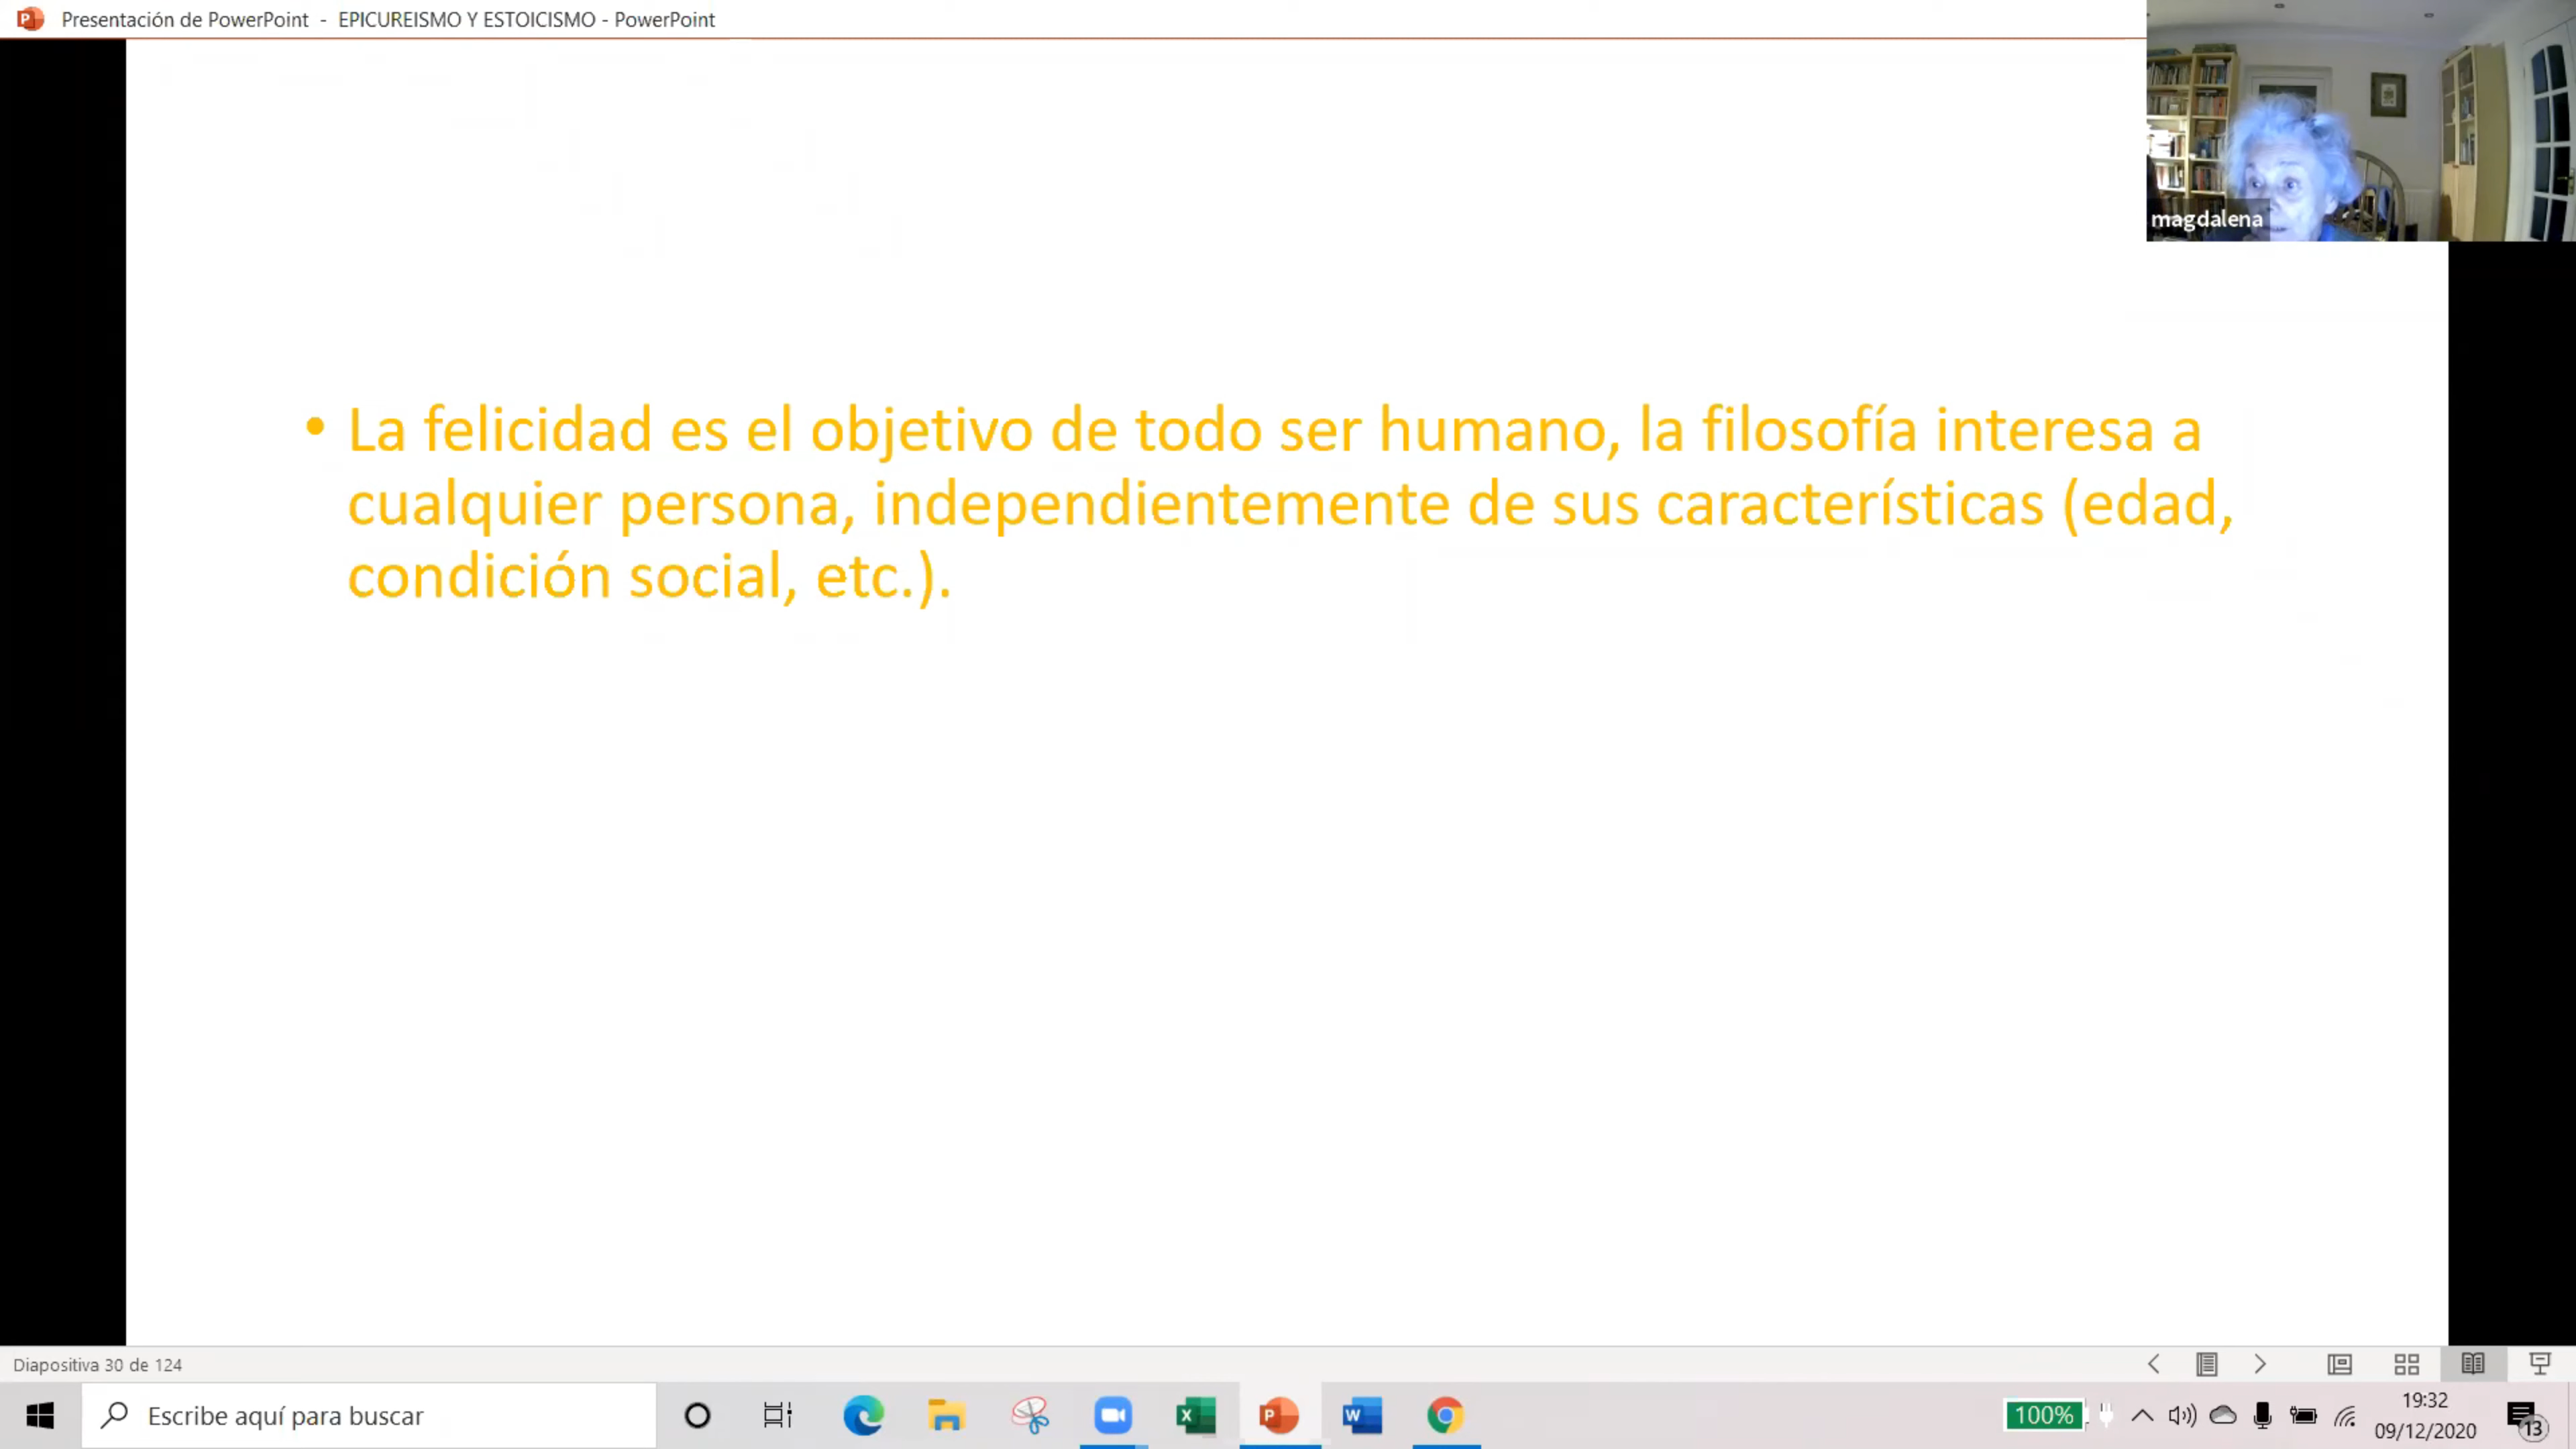 Presentación de PowerPoint - EPICUREISMO Y ESTOICISMO - PowerPoint
magdalena
• La felicidad es el objetivo de todo ser humano, la filosofía interesa a
cualquier persona, independientemente de sus características (edad,
condición social, etc.).
Diapositiva 30 de 124
Escribe aquí para buscar
100%
19:32
09/12/2020
13